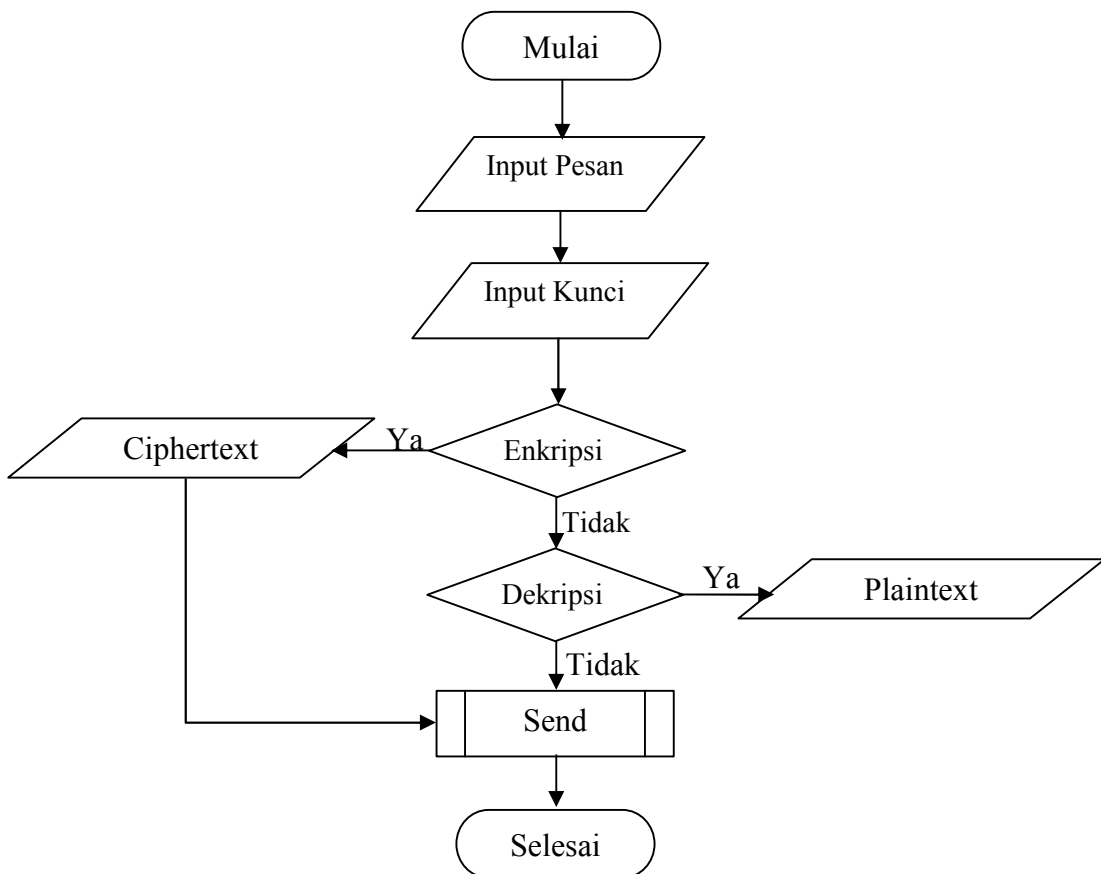 Mulai
Input Pesan
Input Kunci
Ciphertext
Ya
Enkripsi
Tidak
Dekripsi
Ya
Plaintext
Tidak
Send
Selesai